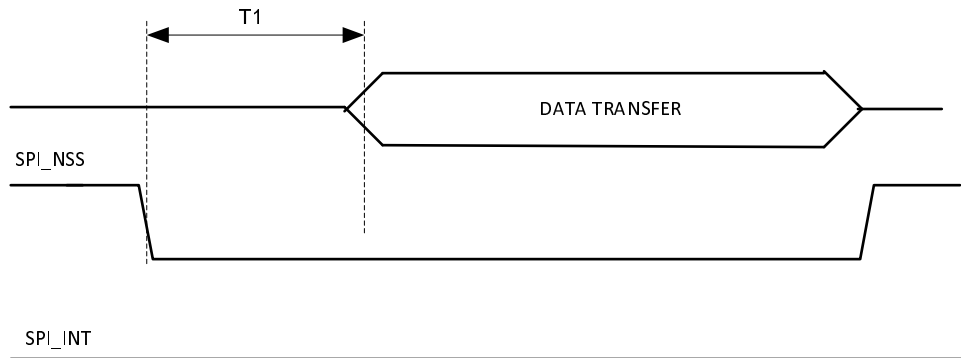 T1
DATA TRANSFER
SPI_NSS
SPI_INT